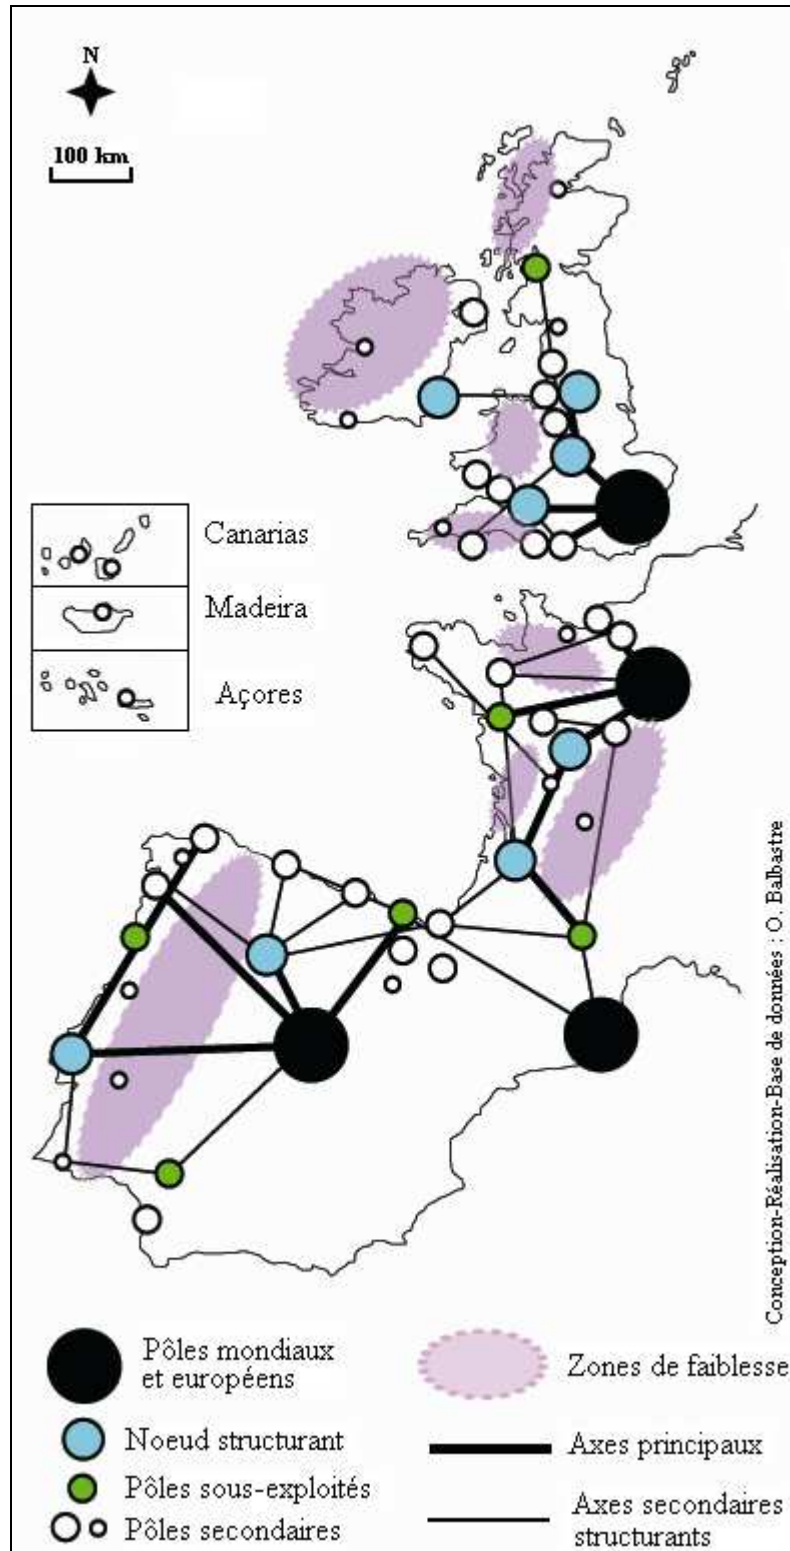 N
100 km
Canarias
Madeira
Açores
Conception-Réalisation-Base de données : O. Balbastre
Pôles mondiaux
et européens
Noeud structurant
Pôles sous-exploités
Pôles secondaires
Zones de faiblesse
Axes principaux
Axes secondaires
structurants